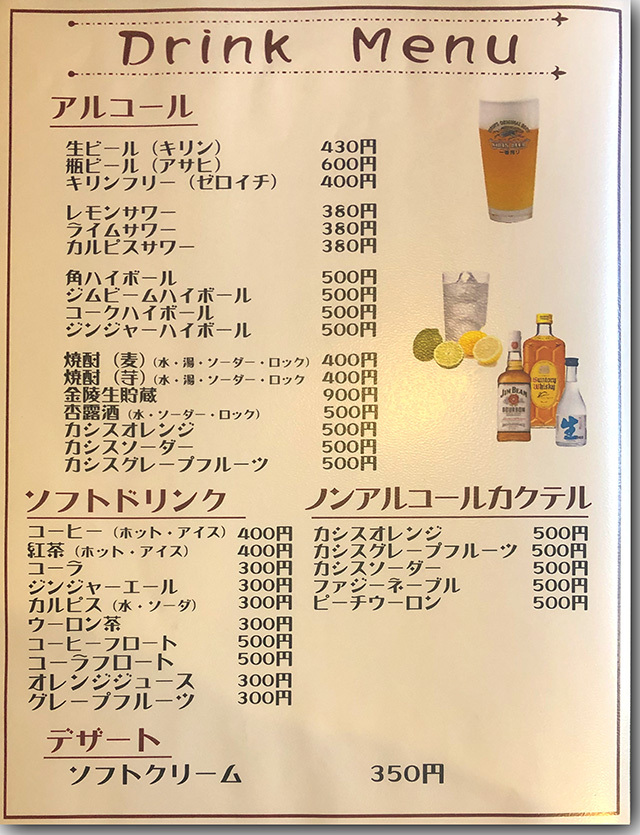 Drink Menu
アルコール
生ビール（キリン） 430円
瓶ビール（アサヒ） 600円
キリンフリー（ゼロイチ） 400円
レモンサワー 380円
ライムサワー 380円
カルピスサワー 380円
角ハイボール 500円
ジムビームハイボール 500円
コークハイボール 500円
ジンジャーハイボール 500円
焼酎（麦）（水・湯・ソーダー・ロック） 400円
焼酎（芋）（水・湯・ソーダー・ロック 400円
金陵生貯蔵 900円
杏露酒（水・ソーダー・ロック） 500円
カシスオレンジ 500円
カシスソーダー 500円
カシスグレープフルーツ 500円
JIM BEAM
BOURBON
Suntory
Whisky
生
ソフトドリンク
コーヒー（ホット・アイス） 400円
紅茶（ホット・アイス） 400円
コーラ 300円
ジンジャーエール 300円
カルピス（水・ソーダ） 300円
ウーロン茶 300円
コーヒーフロート 500円
コーラフロート 500円
オレンジジュース 300円
グレープフルーツ 300円
ノンアルコールカクテル
カシスオレンジ 500円
カシスグレープフルーツ 500円
カシスソーダー 500円
ファジーネーブル 500円
ピーチウーロン 500円
デザート
ソフトクリーム 350円